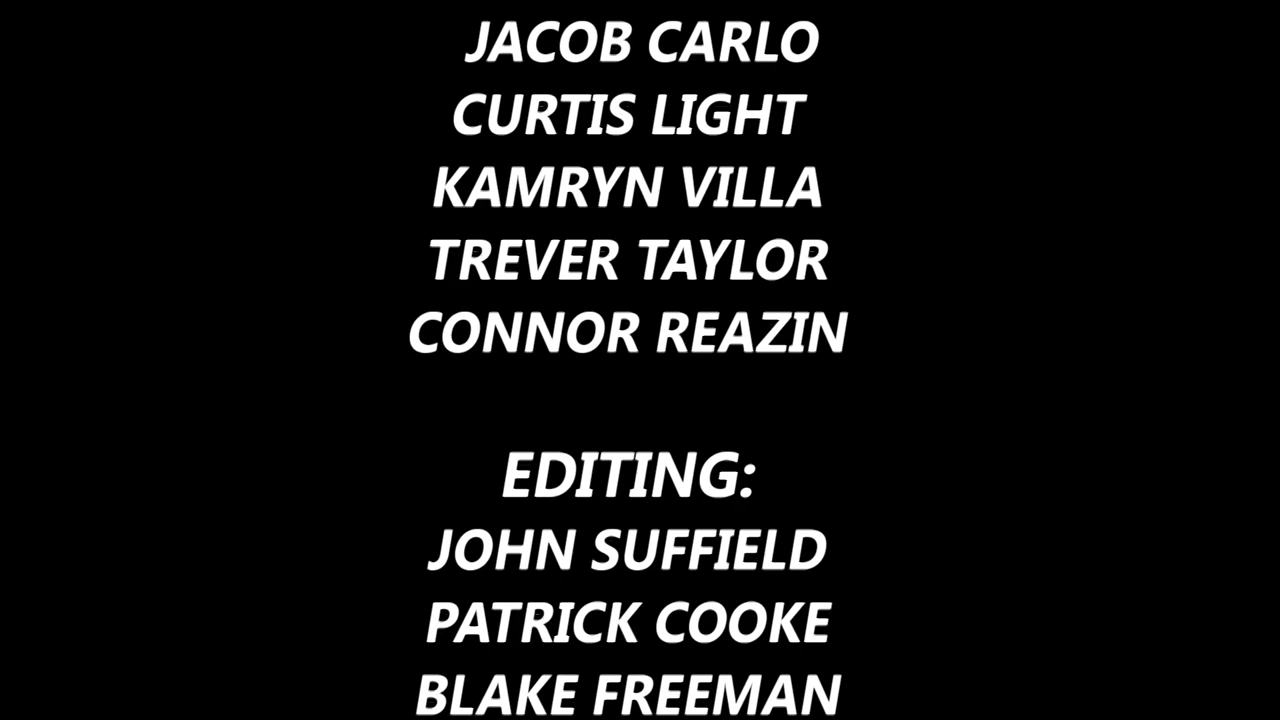 JACOB CARLO
CURTIS LIGHT
KAMRYN VILLA
TREVER TAYLOR
CONNOR REAZIN
EDITING:
JOHN SUFFIELD
PATRICK COOKE
BLAKE FREEMAN